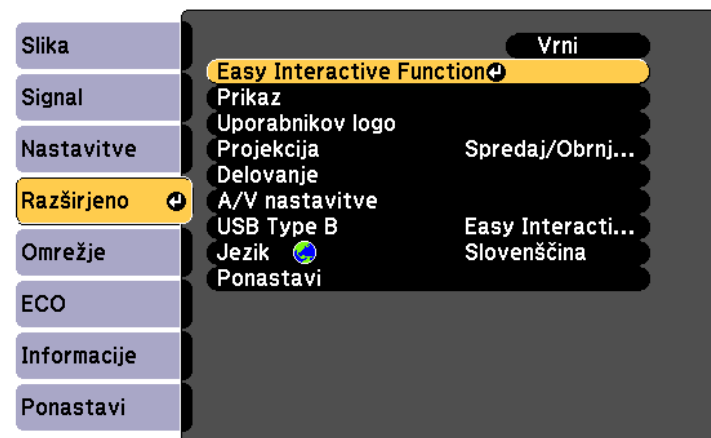 Slika
Signal
Nastavitve
Razširjeno
Omrežje
ECO
Informacije
Ponastavi
Vrni
Easy Interactive Function
Prikaz
Uporabnikov logo
Projekcija Spredaj/Obrnj...
Delovanje
A/V nastavitve
USB Type B Easy Interacti...
Jezik Slovenščina
Ponastavi